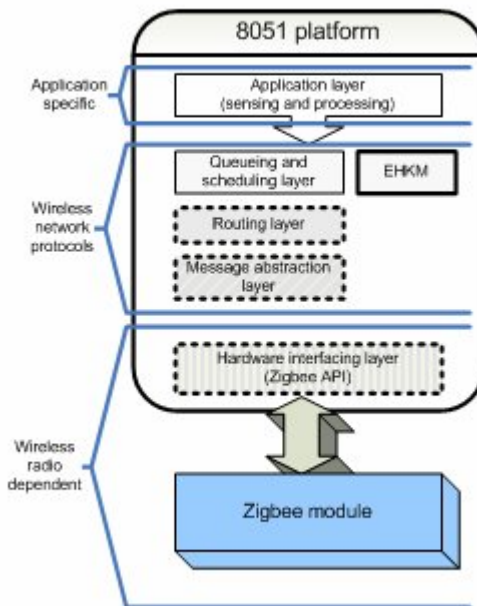 8051 platform
Application
specific
Application layer
(sensing and processing)
Queueing and
scheduling layer
EHKM
Wireless
network
protocols
Routing layer
Message abstraction
layer
Hardware interfacing layer
(Zigbee API)
Wireless
radio
dependent
Zigbee module